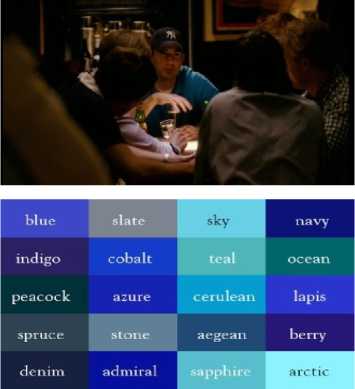 blue slate sky navy
indigo cobalt teal ocean
peacock azure cerulean lapis
spruce stone aegean berry
denim admiral sapphire arctic